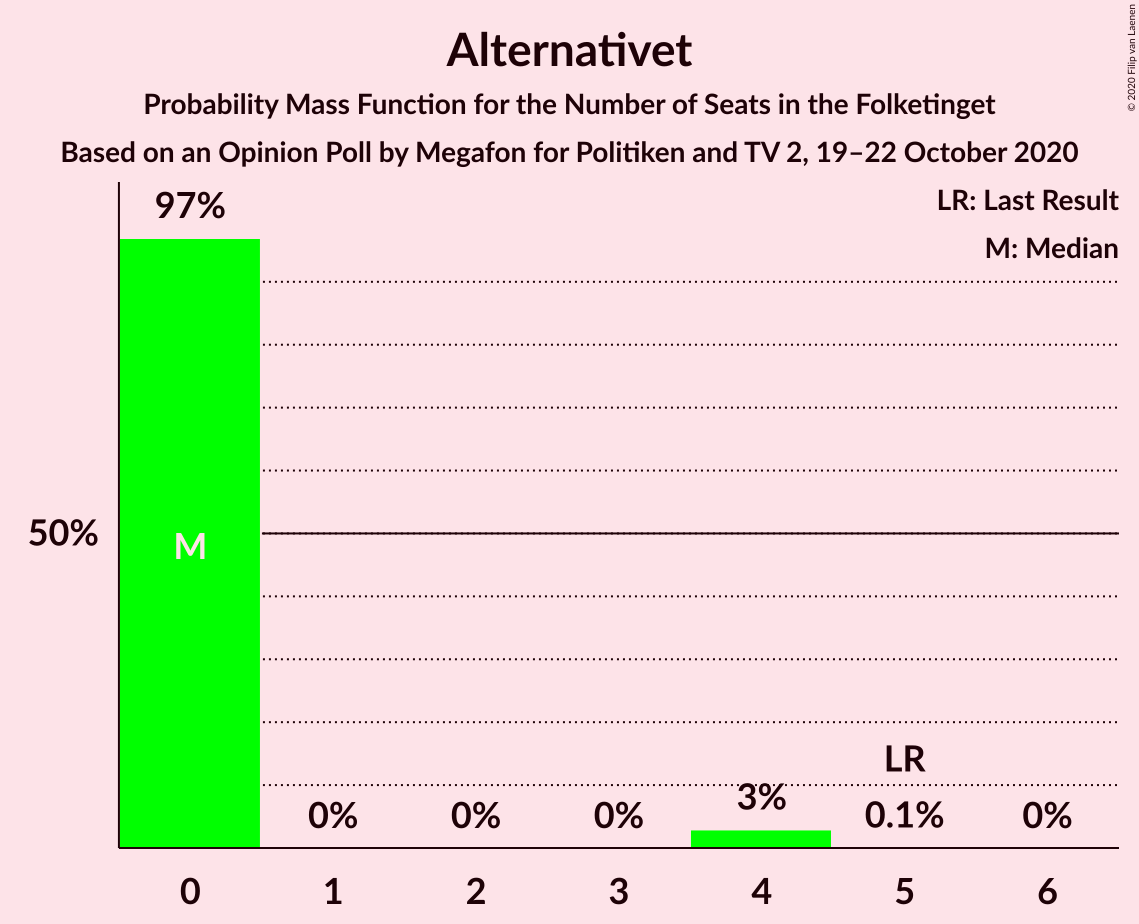 Alternativet
Probability Mass Function for the Number of Seats in the Folketinget
Based on an Opinion Poll by Megafon for Politiken and TV 2, 19–22 October 2020
© 2020 Filip van Laenen
LR: Last Result
M: Median
97%
50%
M
0%
0%
0%
3%
LR
0.1%
0%
0 1 2 3 4 5 6